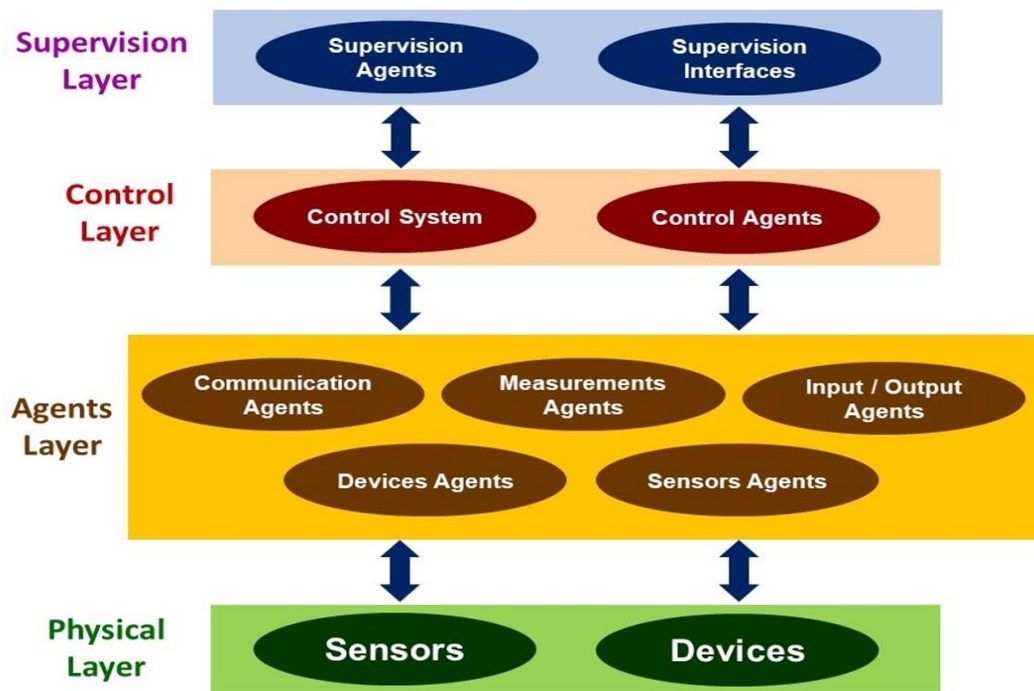 Supervision
Layer
Supervision
Agents
Supervision
Interfaces
Control
Layer
Control System
Control Agents
Agents
Layer
Communication
Agents
Measurements
Agents
Input / Output
Agents
Devices Agents
Sensors Agents
Physical
Layer
Sensors
Devices